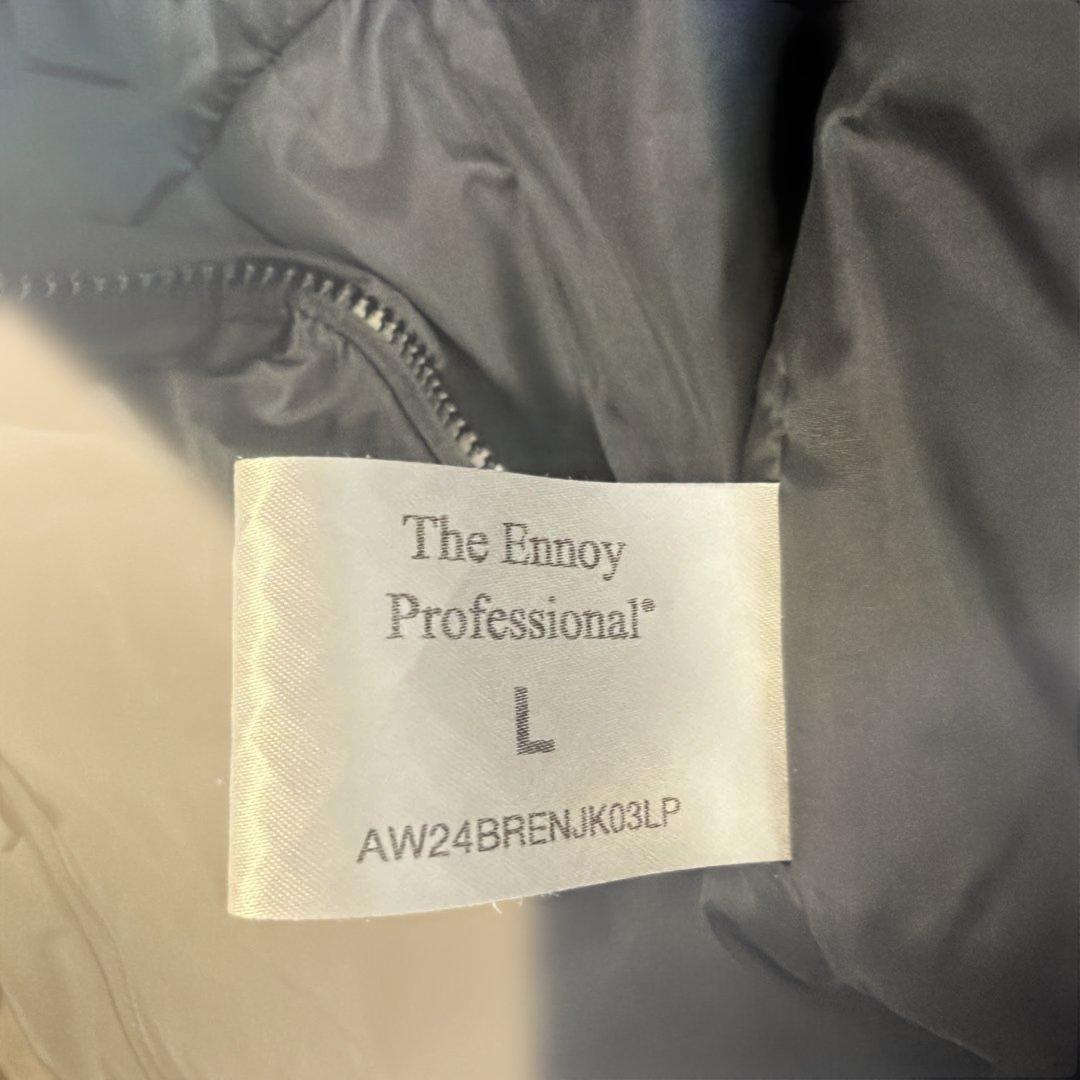 The Ennoy
Professional®
L
AW24BRENJK03LP